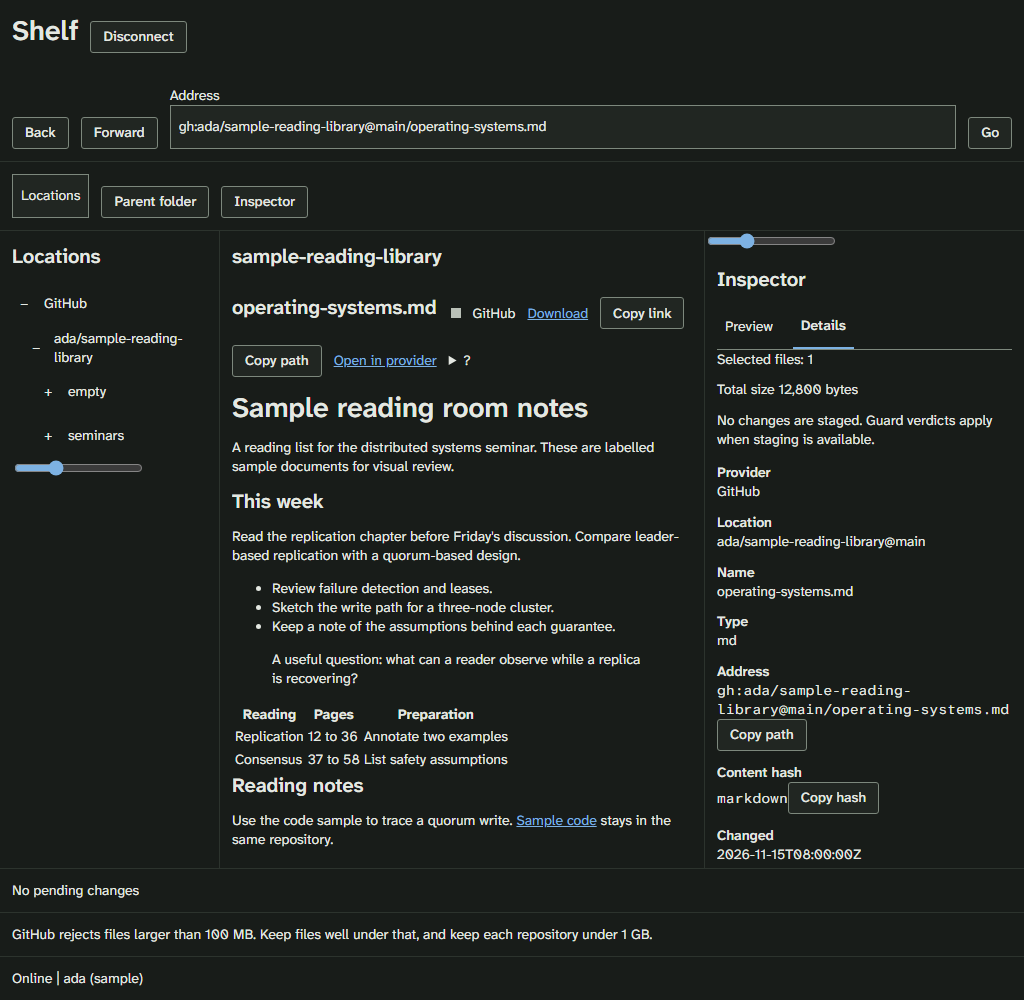 Shelf
Disconnect
Address
Back
Forward
gh:ada/sample-reading-library@main/operating-systems.md
Go
Locations
Parent folder
Inspector
Locations
− GitHub
− ada/sample-reading-
library
+ empty
+ seminars
sample-reading-library
operating-systems.md
GitHub
Download
Copy link
Copy path
Open in provider
?
Sample reading room notes
A reading list for the distributed systems seminar. These are labelled
sample documents for visual review.
This week
Read the replication chapter before Friday's discussion. Compare leader-
based replication with a quorum-based design.
• Review failure detection and leases.
• Sketch the write path for a three-node cluster.
• Keep a note of the assumptions behind each guarantee.
A useful question: what can a reader observe while a replica
is recovering?
Reading Pages Preparation
Replication 12 to 36 Annotate two examples
Consensus 37 to 58 List safety assumptions
Reading notes
Use the code sample to trace a quorum write. Sample code stays in the
same repository.
Inspector
Preview
Details
Selected files: 1
Total size 12,800 bytes
No changes are staged. Guard verdicts apply
when staging is available.
Provider
GitHub
Location
ada/sample-reading-library@main
Name
operating-systems.md
Type
md
Address
gh:ada/sample-reading-
library@main/operating-systems.md
Copy path
Content hash
markdown
Copy hash
Changed
2026-11-15T08:00:00Z
No pending changes
GitHub rejects files larger than 100 MB. Keep files well under that, and keep each repository under 1 GB.
Online | ada (sample)